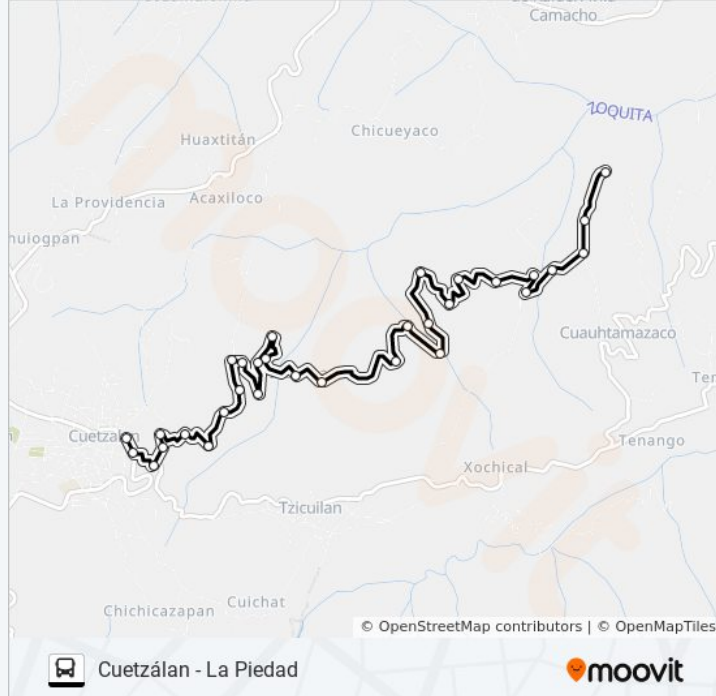 Camacho
ZOQUITA
Chicueyaco
Huaxtitán
La Providencia
Acaxiloco
huiogpan
Cuauhtamazaco
Ten
Cuetzalan
Tenango
Xochical
Tzicuilan
Cuichat
Chichicazapan
© OpenStreetMap contributors | © OpenMapTiles
Cuetzálan - La Piedad
moovit